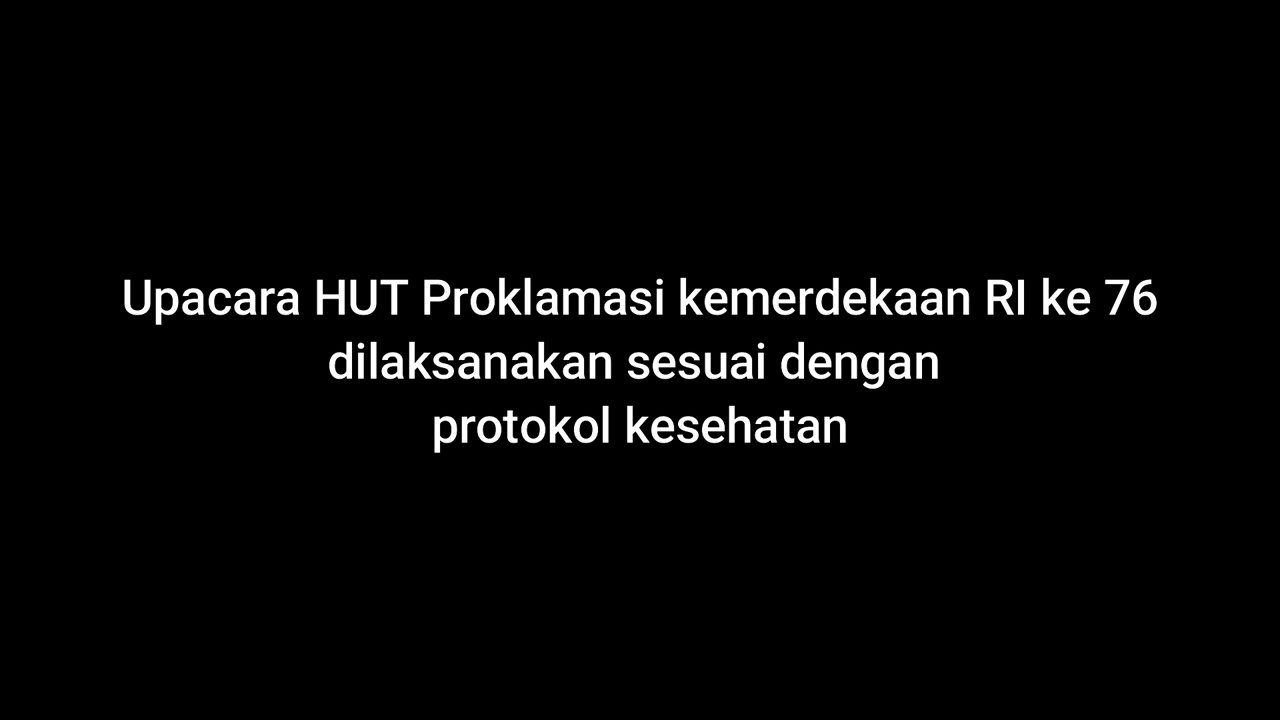 Upacara HUT Proklamasi kemerdekaan RI ke 76
dilaksanakan sesuai dengan
protokol kesehatan